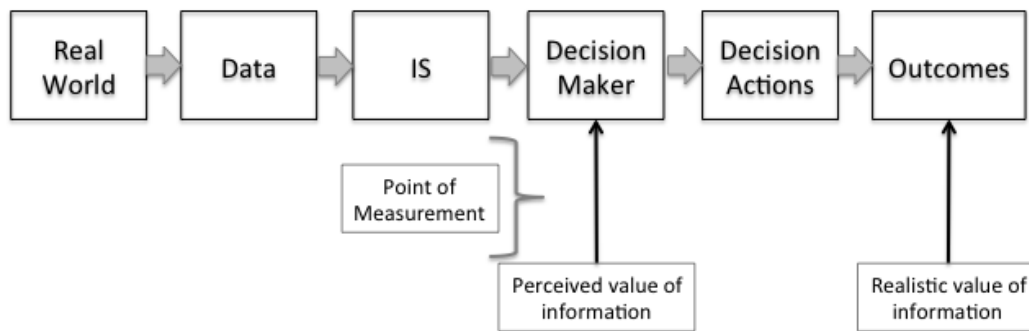 Real
World
Data
IS
Decision
Maker
Decision
Actions
Outcomes
Point of
Measurement
Perceived value of
information
Realistic value of
information